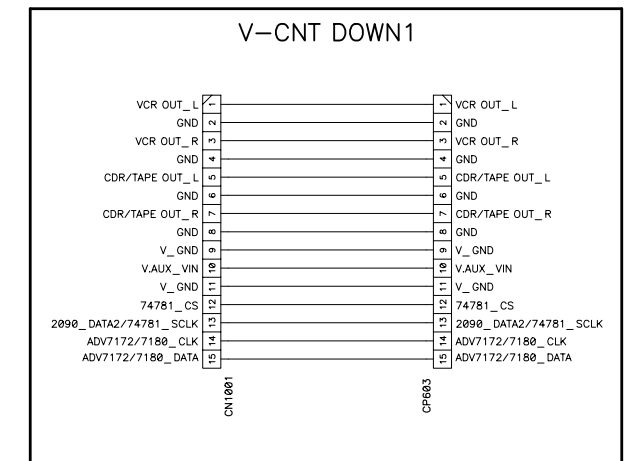 V-CNT DOWN1
VCR OUT_L 1 1 VCR OUT_L
GND 2 2 GND
VCR OUT_R 3 3 VCR OUT_R
GND 4 4 GND
CDR/TAPE OUT_L 5 5 CDR/TAPE OUT_L
GND 6 6 GND
CDR/TAPE OUT_R 7 7 CDR/TAPE OUT_R
GND 8 8 GND
V_GND 9 9 V_GND
V.AUX_VIN 10 10 V.AUX_VIN
V_GND 11 11 V_GND
74781_CS 12 12 74781_CS
2090_DATA2/74781_SCLK 13 13 2090_DATA2/74781_SCLK
ADV7172/7180_CLK 14 14 ADV7172/7180_CLK
ADV7172/7180_DATA 15 15 ADV7172/7180_DATA
CN1001 CP603